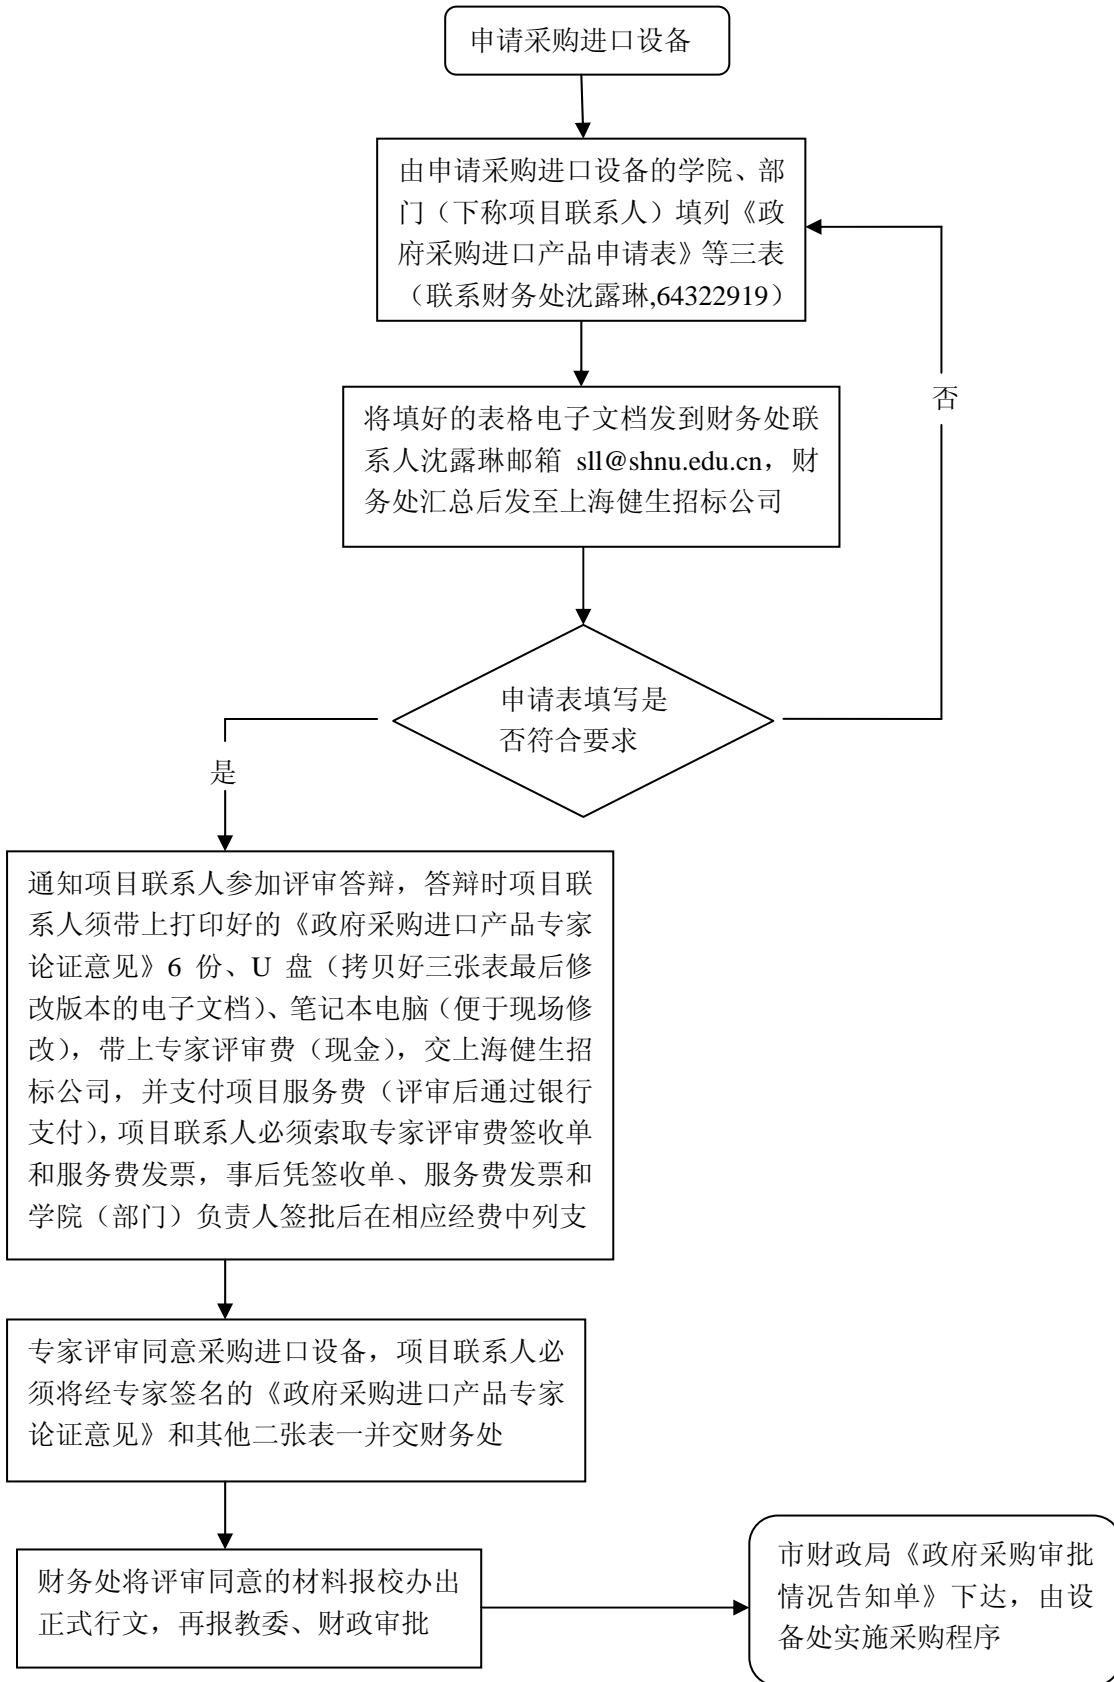 申请采购进口设备
由申请采购进口设备的学院、部
门（下称项目联系人）填列《政
府采购进口产品申请表》等三表
（联系财务处沈露琳,64322919）
否
将填好的表格电子文档发到财务处联
系人沈露琳邮箱 sll@shnu.edu.cn，财
务处汇总后发至上海健生招标公司
申请表填写是
否符合要求
是
通知项目联系人参加评审答辩，答辩时项目联
系人须带上打印好的《政府采购进口产品专家
论证意见》6 份、U 盘（拷贝好三张表最后修
改版本的电子文档）、笔记本电脑（便于现场修
改），带上专家评审费（现金），交上海健生招
标公司，并支付项目服务费（评审后通过银行
支付），项目联系人必须索取专家评审费签收单
和服务费发票，事后凭签收单、服务费发票和
学院（部门）负责人签批后在相应经费中列支
专家评审同意采购进口设备，项目联系人必
须将经专家签名的《政府采购进口产品专家
论证意见》和其他二张表一并交财务处
财务处将评审同意的材料报校办出
正式行文，再报教委、财政审批
市财政局《政府采购审批
情况告知单》下达，由设
备处实施采购程序